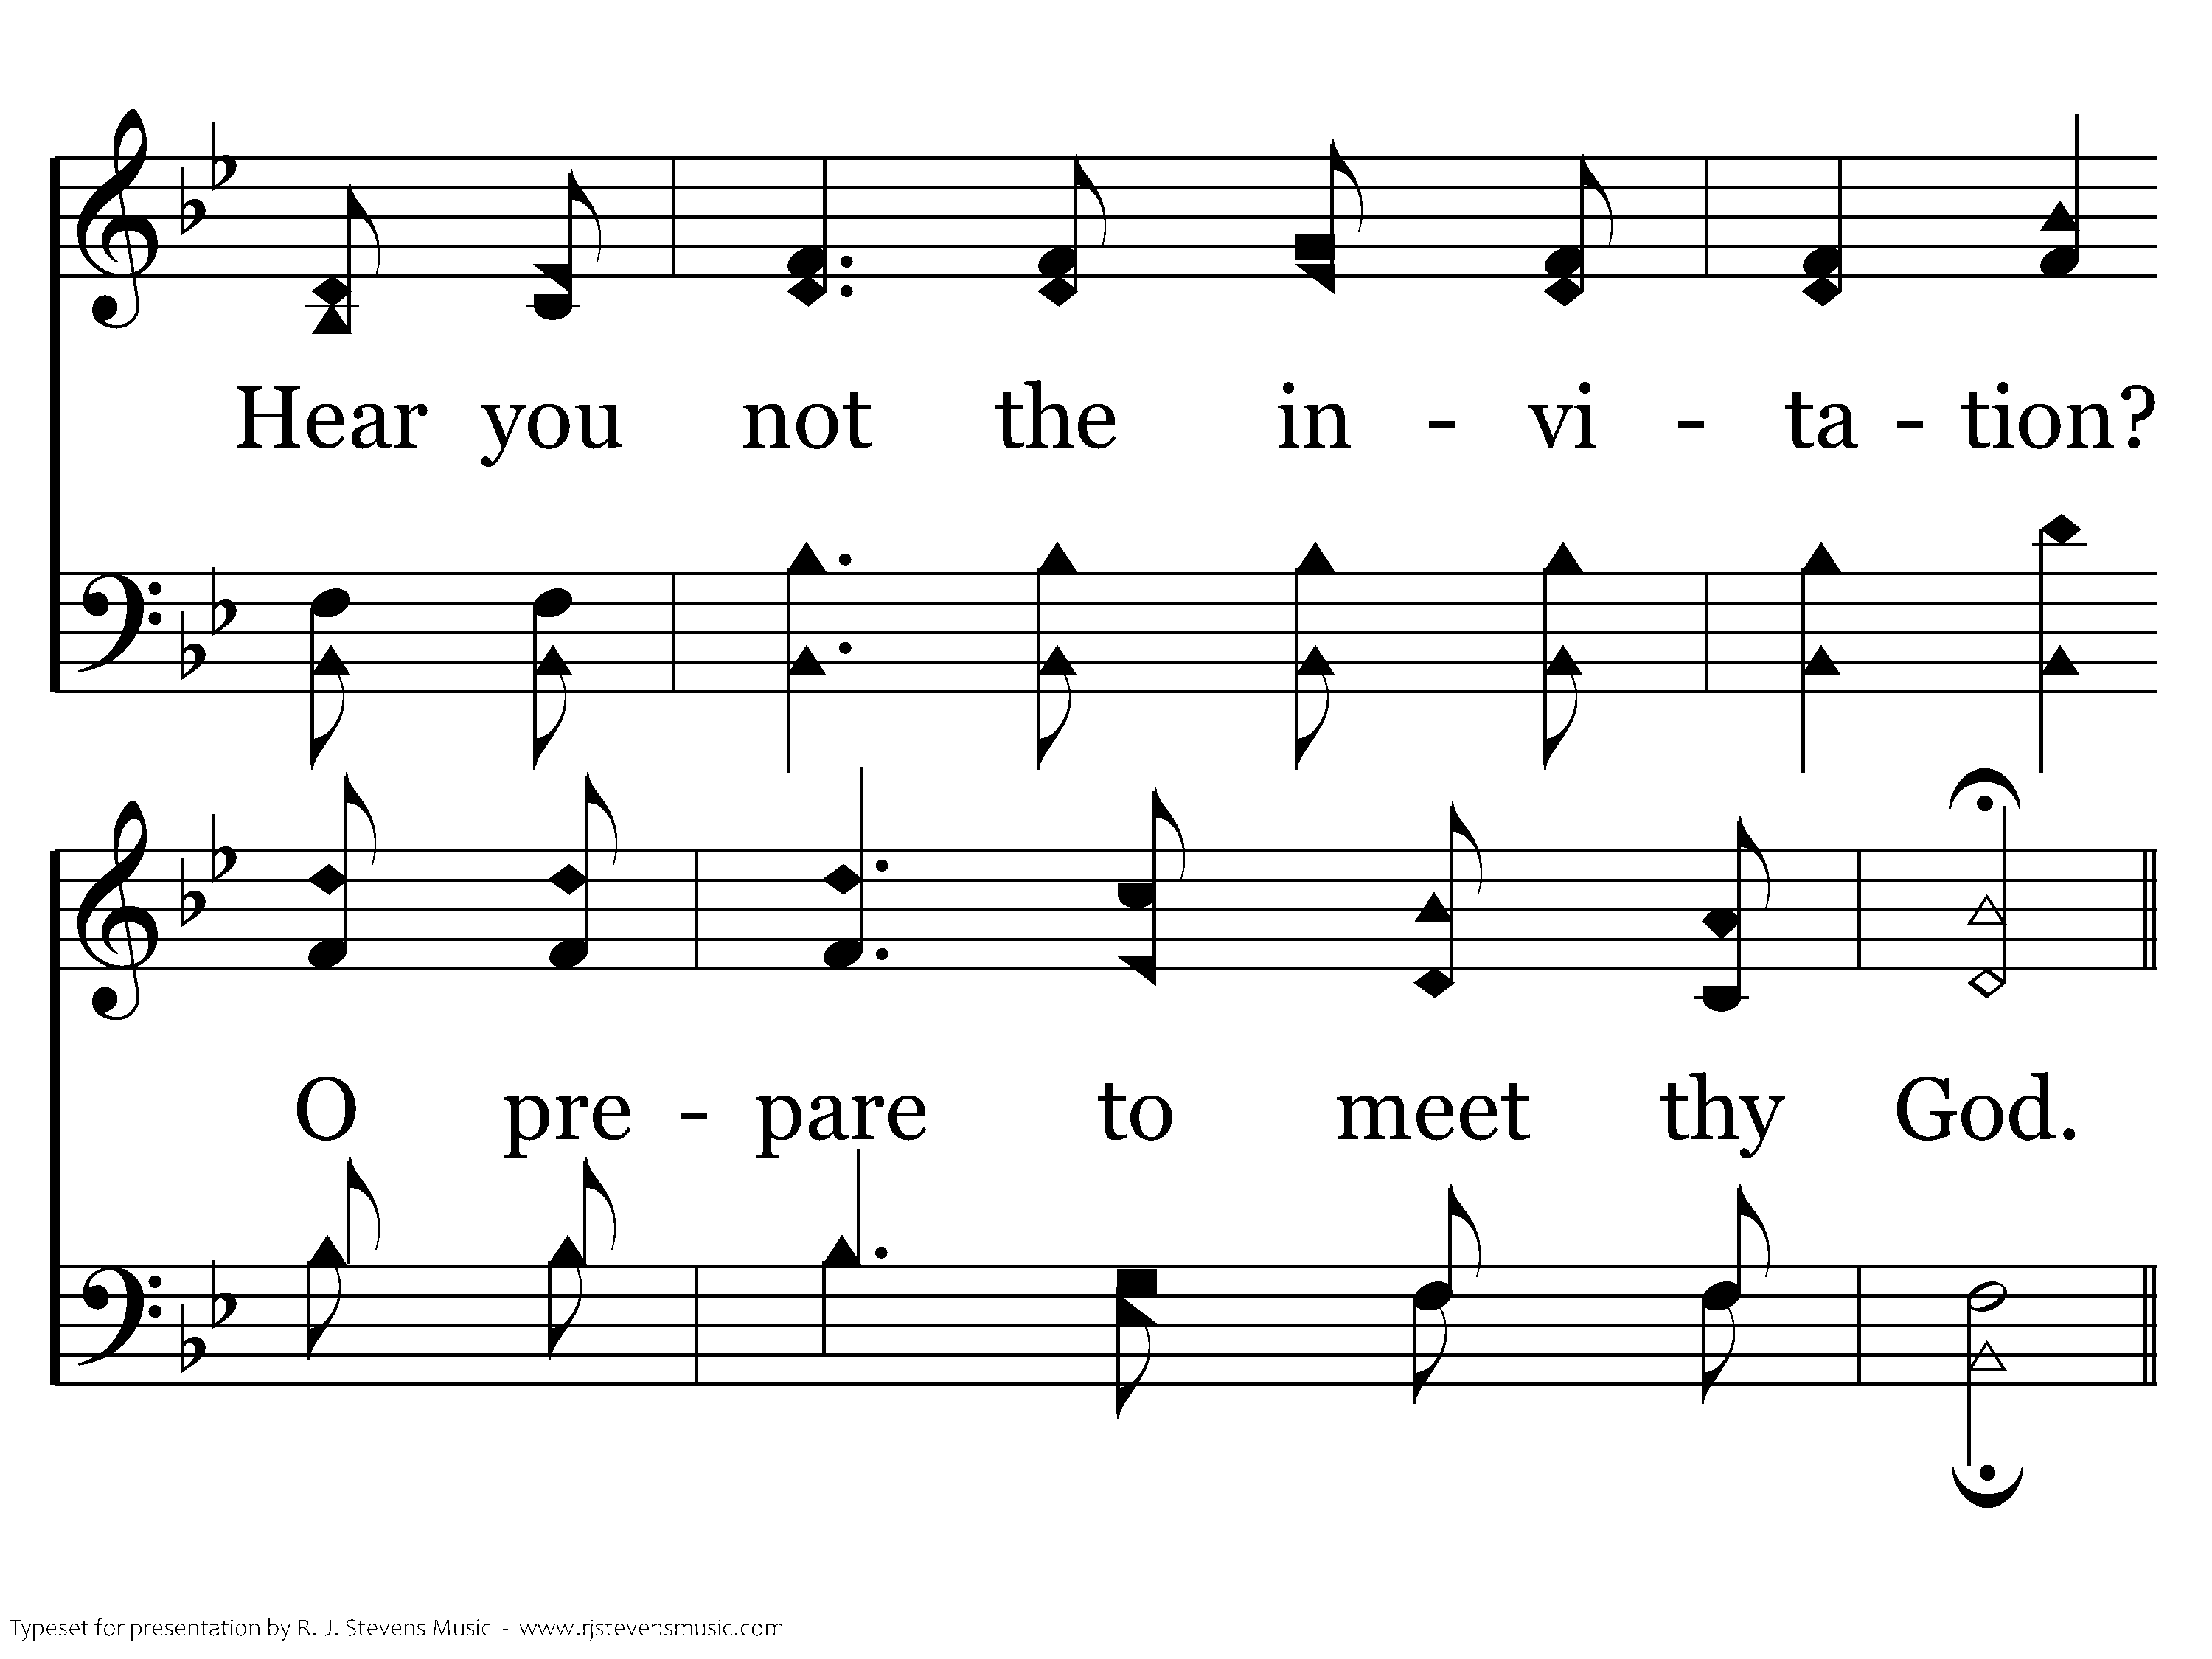 Hear you not the in - vi - ta - tion?
O pre - pare to meet thy God.
Typeset for presentation by R. J. Stevens Music - www.rjstevensmusic.com